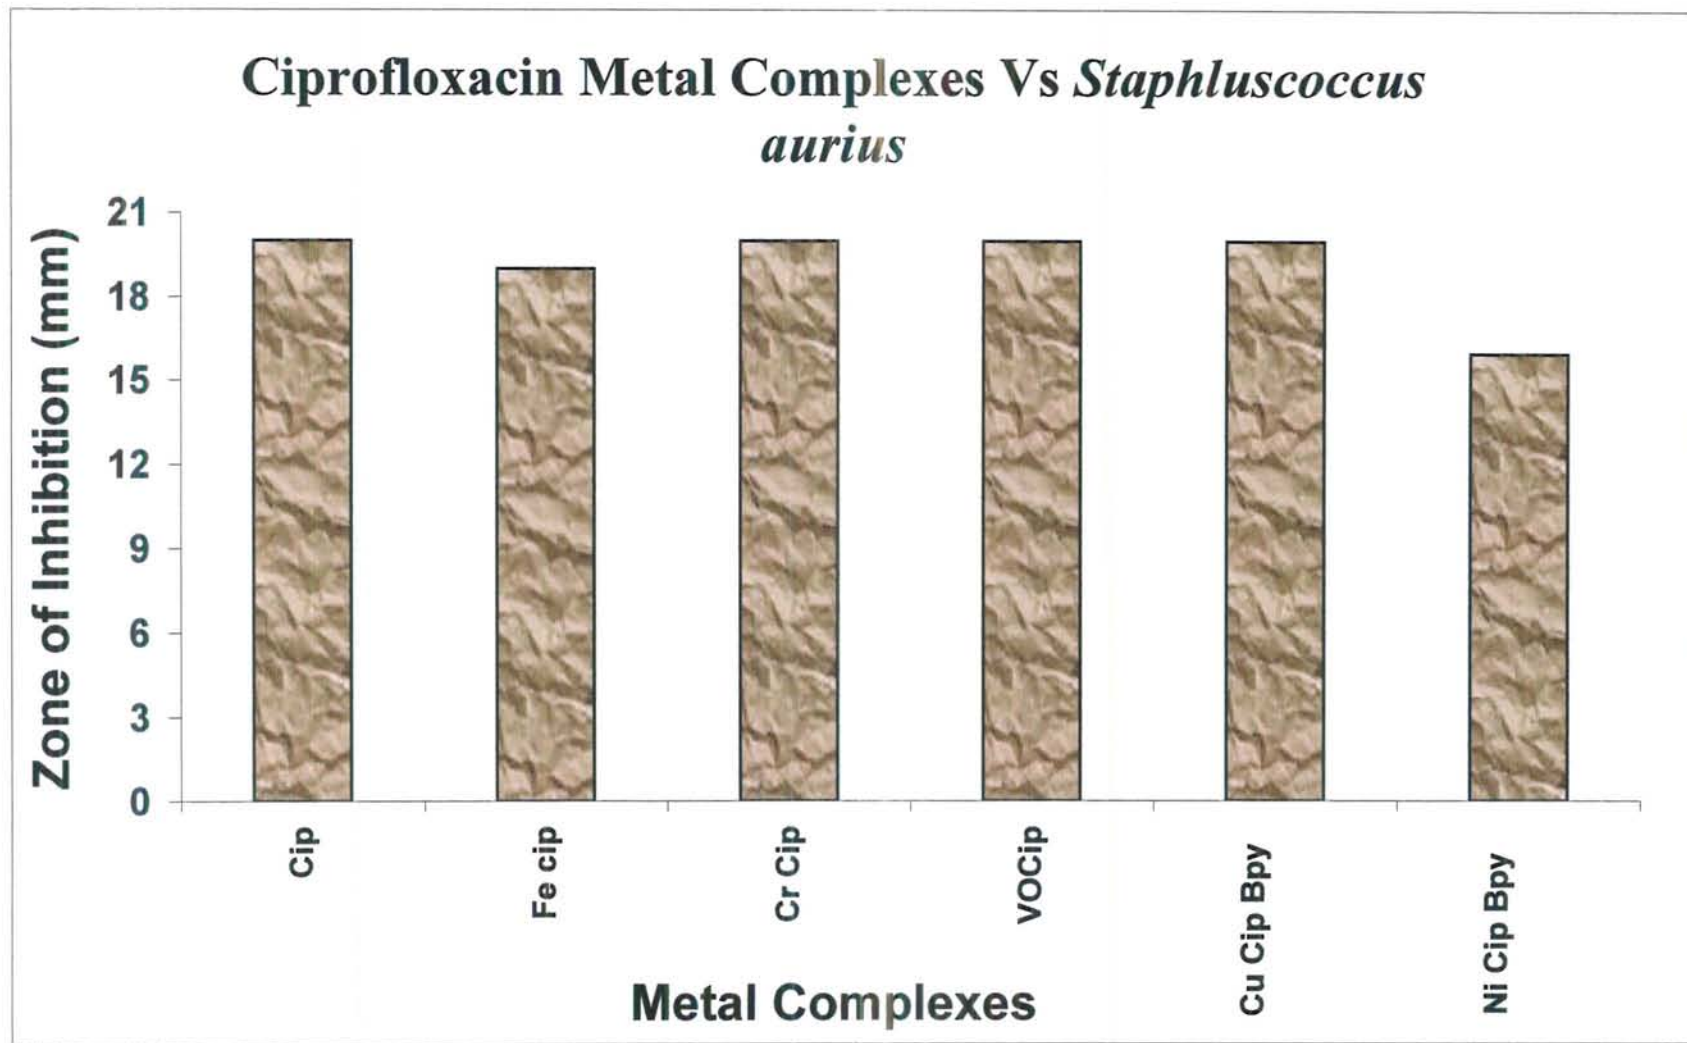 Ciprofloxacin Metal Complexes Vs Staphluscoccus
aurius
Zone of Inhibition (mm)
21
18
15
12
9
6
3
0
Cip
Fe cip
Cr Cip
VOCip
Cu Cip Bpy
Ni Cip Bpy
Metal Complexes